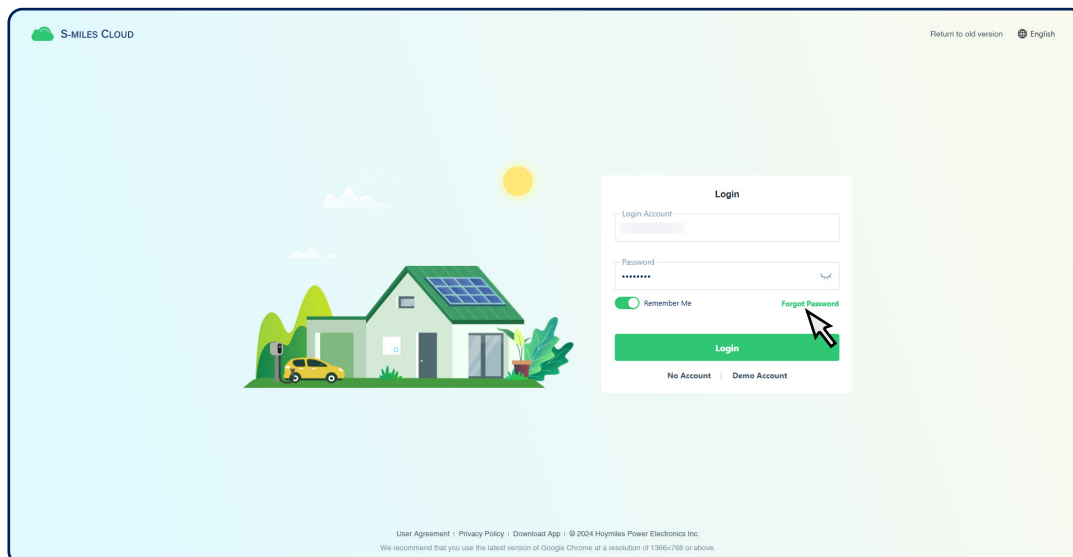 S-MILES CLOUD
Return to old version English
Login
Login Account
Password
••••••••
Remember Me Forgot Password
Login
No Account | Demo Account
User Agreement | Privacy Policy | Download App | © 2024 Hoymiles Power Electronics Inc.
We recommend that you use the latest version of Google Chrome at a resolution of 1366x768 or above.